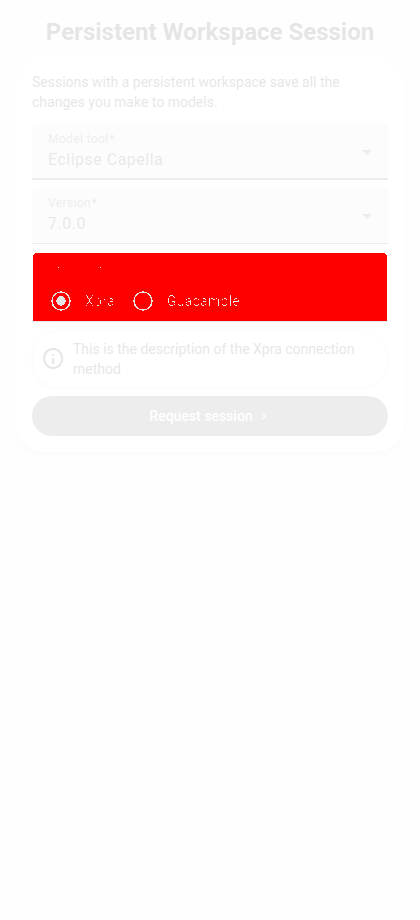 Persistent Workspace Session
Sessions with a persistent workspace save all the
changes you make to models.
Model tool*
Eclipse Capella
Version*
7.0.0
Xpra Guacamole
This is the description of the Xpra connection
method
Request session >